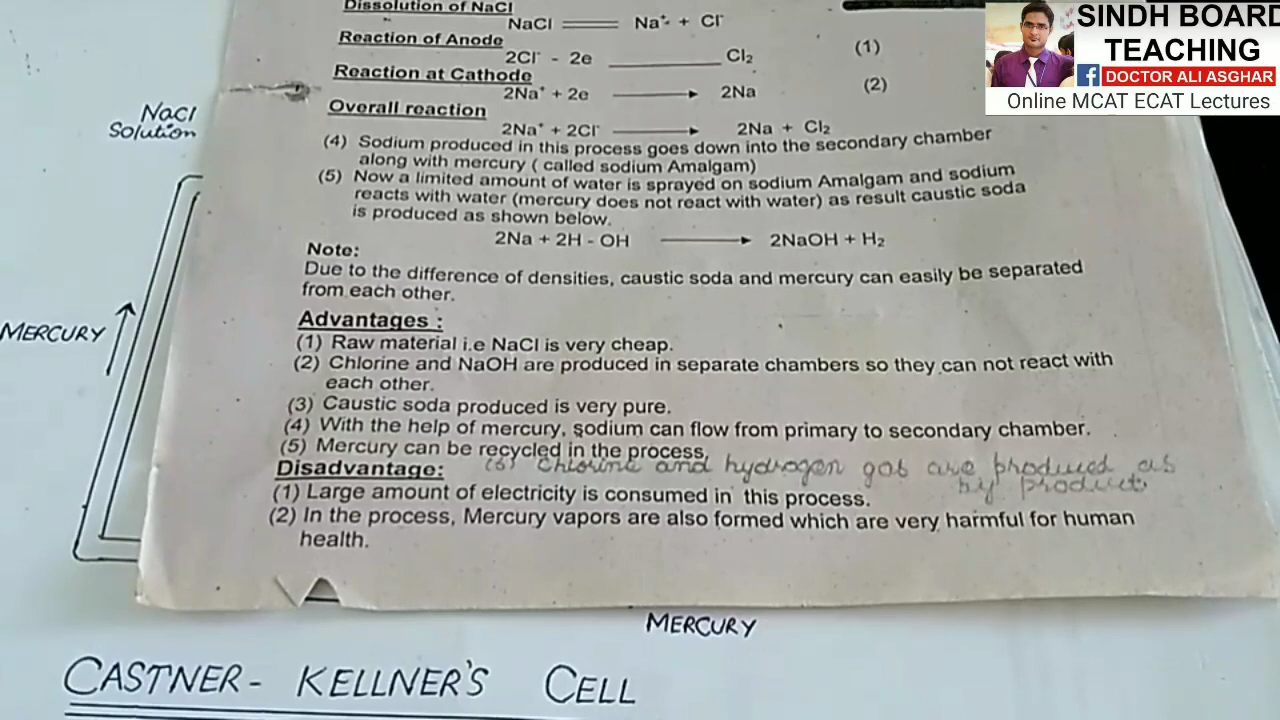 Dissolution of NaCl
NaCl ═══ Na⁺ + Cl⁻
Reaction of Anode
2Cl⁻ - 2e ______ Cl₂ (1)
Reaction at Cathode
2Na⁺ + 2e ⟶ 2Na (2)
Overall reaction
2Na⁺ + 2Cl⁻ ⟶ 2Na + Cl₂
(4) Sodium produced in this process goes down into the secondary chamber
along with mercury ( called sodium Amalgam)
(5) Now a limited amount of water is sprayed on sodium Amalgam and sodium
reacts with water (mercury does not react with water) as result caustic soda
is produced as shown below.
2Na + 2H - OH ⟶ 2NaOH + H₂
Note:
Due to the difference of densities, caustic soda and mercury can easily be separated
from each other.
Advantages :
(1) Raw material i.e NaCl is very cheap.
(2) Chlorine and NaOH are produced in separate chambers so they can not react with
each other.
(3) Caustic soda produced is very pure.
(4) With the help of mercury, sodium can flow from primary to secondary chamber.
(5) Mercury can be recycled in the process.
(6) Chlorine and hydrogen gas are produced as
by product.
Disadvantage:
(1) Large amount of electricity is consumed in this process.
(2) In the process, Mercury vapors are also formed which are very harmful for human
health.
NaCl
Solution
MERCURY
MERCURY
CASTNER- KELLNER'S CELL
SINDH BOARD
TEACHING
f DOCTOR ALI ASGHAR
Online MCAT ECAT Lectures